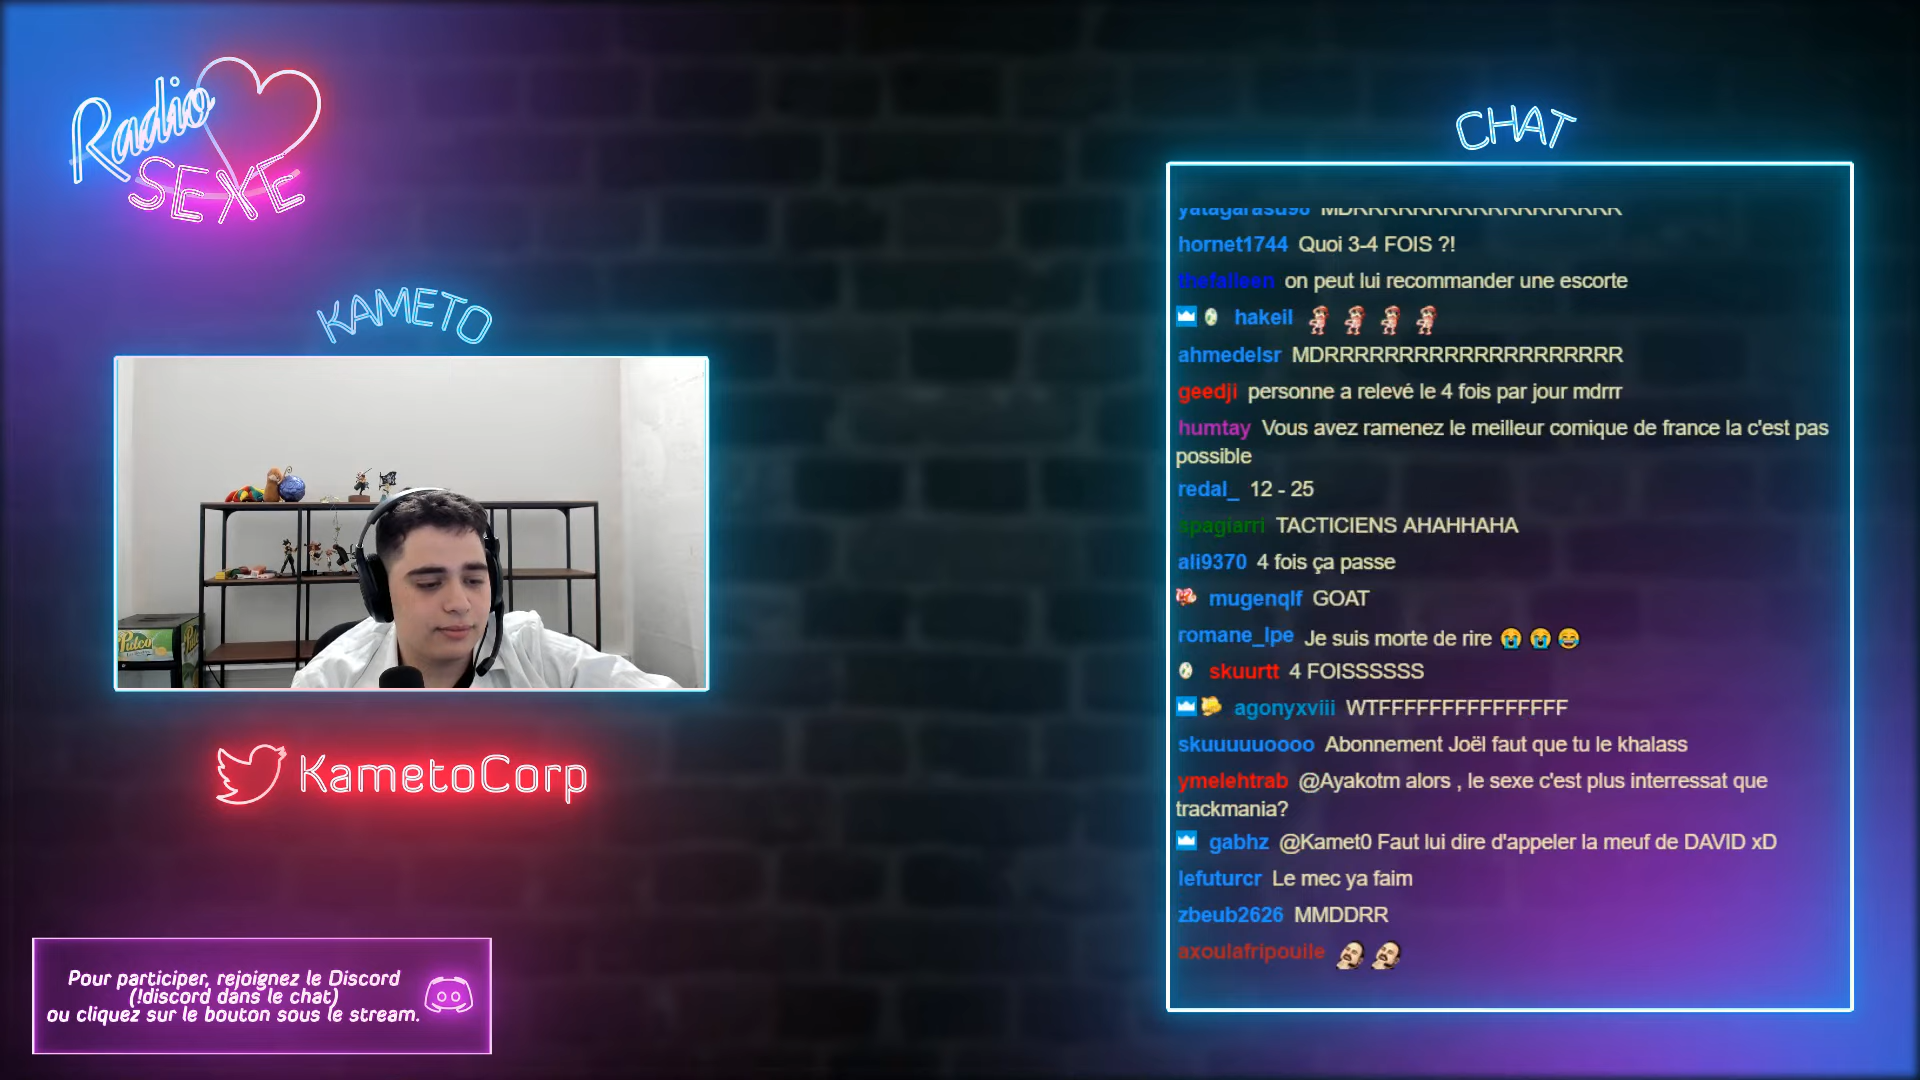 Radio
SEXE
KAMETO
Pulco
KametoCorp
Pour participer, rejoignez le Discord
(!discord dans le chat)
ou cliquez sur le bouton sous le stream.
CHAT
yatagarasu98 MDRRRRRRRRRRRRRRRRRR
hornet1744 Quoi 3-4 FOIS ?!
thefalleen on peut lui recommander une escorte
hakeil
ahmedelsr MDRRRRRRRRRRRRRRRRRRRR
geedji personne a relevé le 4 fois par jour mdrrr
humtay Vous avez ramenez le meilleur comique de france la c'est pas
possible
redal_ 12 - 25
spagiarri TACTICIENS AHAHHAHA
ali9370 4 fois ça passe
mugenqlf GOAT
romane_lpe Je suis morte de rire 😭 😭 😂
skuurtt 4 FOISSSSSS
agonyxviii WTFFFFFFFFFFFFFFF
skuuuuuoooo Abonnement Joël faut que tu le khalass
ymelehtrab @Ayakotm alors , le sexe c'est plus interressat que
trackmania?
gabhz @Kamet0 Faut lui dire d'appeler la meuf de DAVID xD
lefuturcr Le mec ya faim
zbeub2626 MMDDRR
axoulafripouile